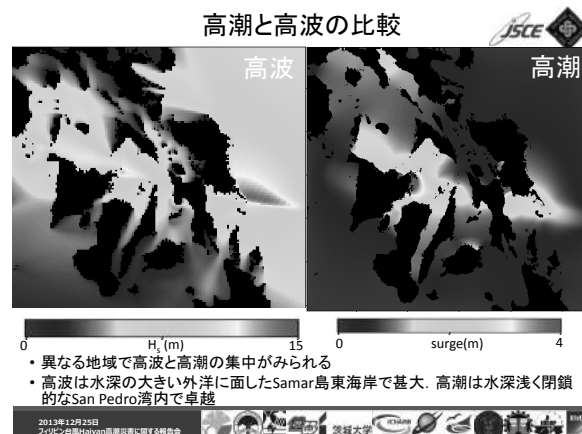 高潮と高波の比較
JSCE
高波
高潮
0
Hs(m)
15
0
surge(m)
4
• 異なる地域で高波と高潮の集中がみられる
• 高波は水深の大きい外洋に面したSamar島東海岸で甚大．高潮は水深浅く閉鎖
的なSan Pedro湾内で卓越
2013年12月25日
フィリピン台風Haiyan高潮災害に関する報告会
茨城大学